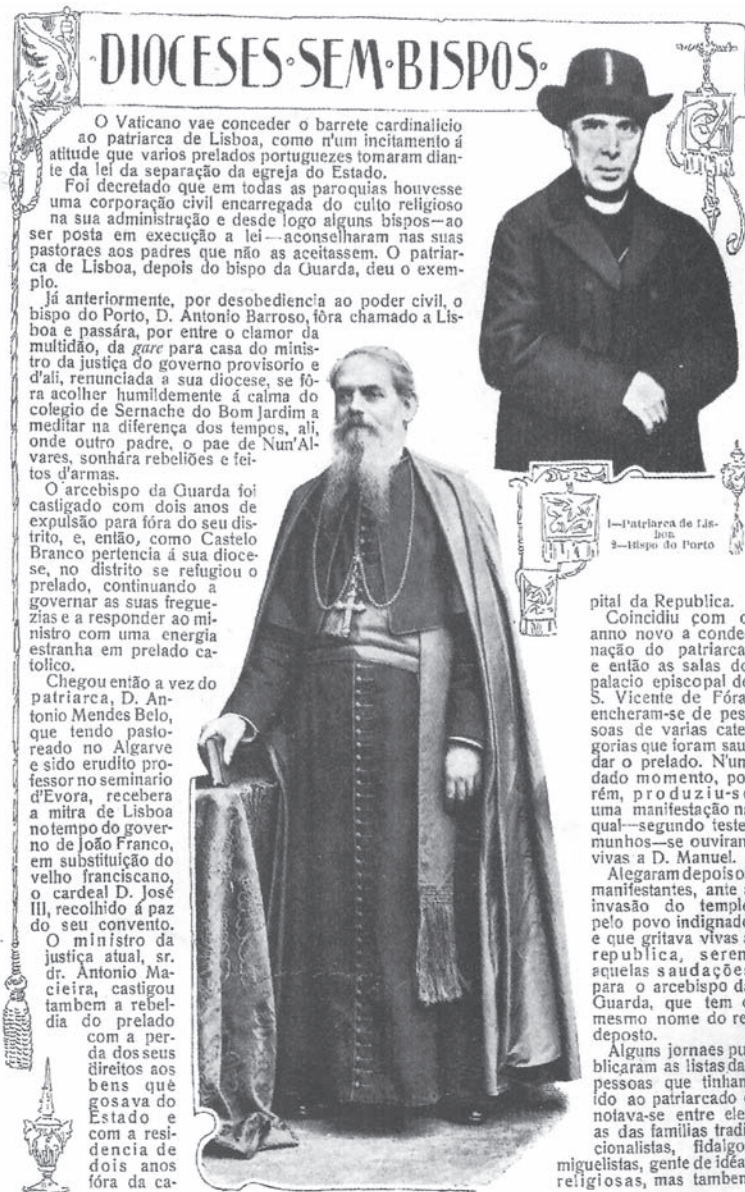 DIOCESES·SEM·BISPOS·
O Vaticano vae conceder o barrete cardinalicio
ao patriarca de Lisboa, como n'um incitamento á
atitude que varios prelados portuguezes tomaram dian-
te da lei da separação da egreja do Estado.
Foi decretado que em todas as paroquias houvesse
uma corporação civil encarregada do culto religioso
na sua administração e desde logo alguns bispos—ao
ser posta em execução a lei—aconselharam nas suas
pastoraes aos padres que não as aceitassem. O patriar-
ca de Lisboa, depois do bispo da Guarda, deu o exem-
plo.
Já anteriormente, por desobediencia ao poder civil, o
bispo do Porto, D. Antonio Barroso, fôra chamado a Lis-
boa e passára, por entre o clamor da
multidão, da gare para casa do minis-
tro da justiça do governo provisorio e
d'ali, renunciada a sua diocese, se fô-
ra acolher humildemente á calma do
colegio de Sernache do Bom Jardim a
meditar na diferença dos tempos, ali,
onde outro padre, o pae de Nun'Al-
vares, sonhára rebeliões e fei-
tos d'armas.
O arcebispo da Guarda foi
castigado com dois anos de
expulsão para fóra do seu dis-
trito, e, então, como Castelo
Branco pertencia á sua dioce-
se, no distrito se refugiou o
prelado, continuando a
governar as suas fregue-
zias e a responder ao mi-
nistro com uma energia
estranha em prelado ca-
tolico.
Chegou então a vez do
patriarca, D. An-
tonio Mendes Belo,
que tendo pasto-
reado no Algarve
e sido erudito pro-
fessor no seminario
d'Evora, recebera
a mitra de Lisboa
no tempo do gover-
no de João Franco,
em substituição do
velho franciscano,
o cardeal D. José
III, recolhido á paz
do seu convento.
O ministro da
justiça atual, sr.
dr. Antonio Ma-
cieira, castigou
tambem a rebel-
dia do prelado
com a per-
da dos seus
direitos aos
bens que
gosava do
Estado e
com a resi-
dencia de
dois anos
fóra da ca-
1—Patriarca de Lis-
boa
2—Bispo do Porto
pital da Republica.
Coincidiu com o
anno novo a conde-
nação do patriarca
e então as salas do
palacio episcopal de
S. Vicente de Fóra
encheram-se de pes-
soas de varias cate-
gorias que foram sau-
dar o prelado. N'um
dado momento, po-
rém, produziu-se
uma manifestação na
qual—segundo teste-
munhos—se ouviram
vivas a D. Manuel.
Alegaram depois os
manifestantes, ante a
invasão do templo
pelo povo indignado
e que gritava vivas á
republica, serem
aquelas saudações
para o arcebispo da
Guarda, que tem o
mesmo nome do rei
deposto.
Alguns jornaes pu-
blicaram as listas das
pessoas que tinham
ido ao patriarcado e
notava-se entre eles
as das familias tradi-
cionalistas, fidalgos
miguelistas, gente de idéas
religiosas, mas tambem